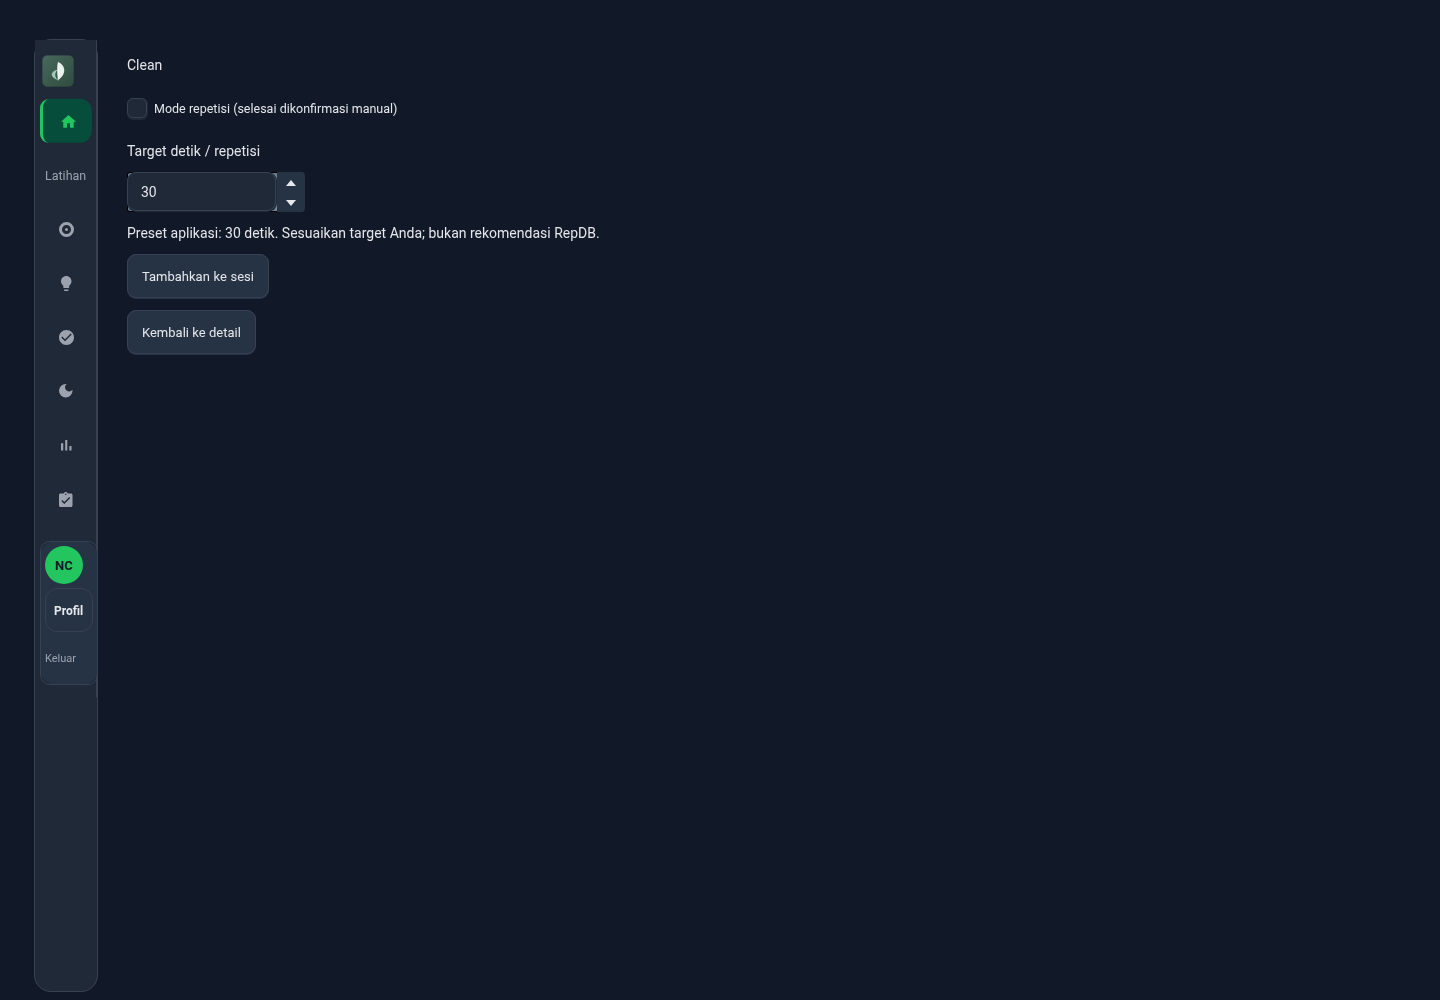 Clean
Mode repetisi (selesai dikonfirmasi manual)
Target detik / repetisi
30
Preset aplikasi: 30 detik. Sesuaikan target Anda; bukan rekomendasi RepDB.
Tambahkan ke sesi
Kembali ke detail
Latihan
NC
Profil
Keluar